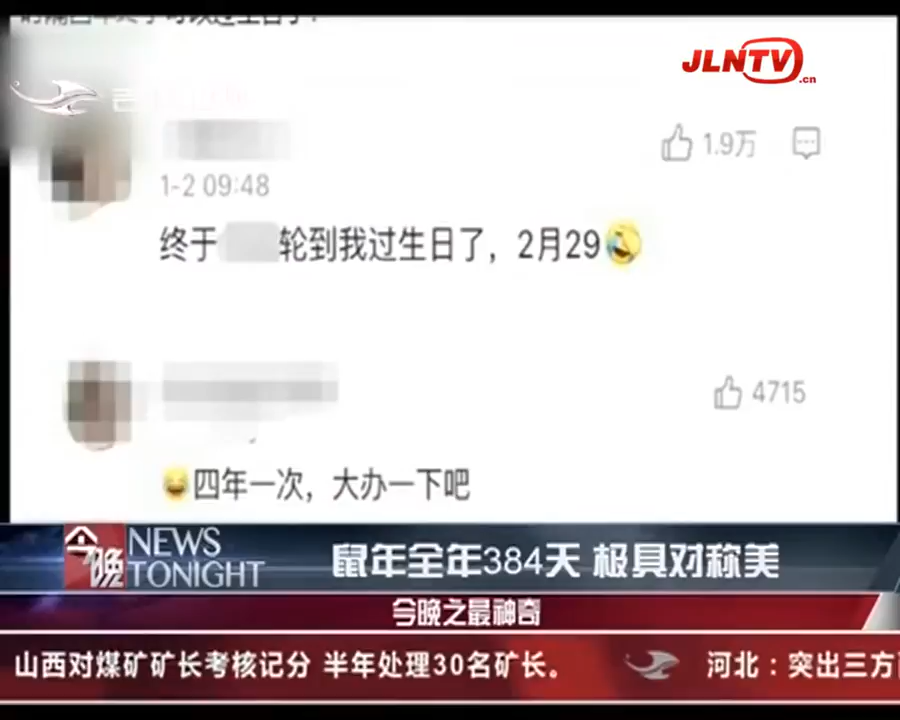 JLNTV.cn
1.9万
1-2 09:48
终于 轮到我过生日了，2月29
4715
四年一次，大办一下吧
今晚 NEWS TONIGHT
鼠年全年384天 极具对称美
今晚之最神奇
山西对煤矿矿长考核记分 半年处理30名矿长。 河北：突出三方